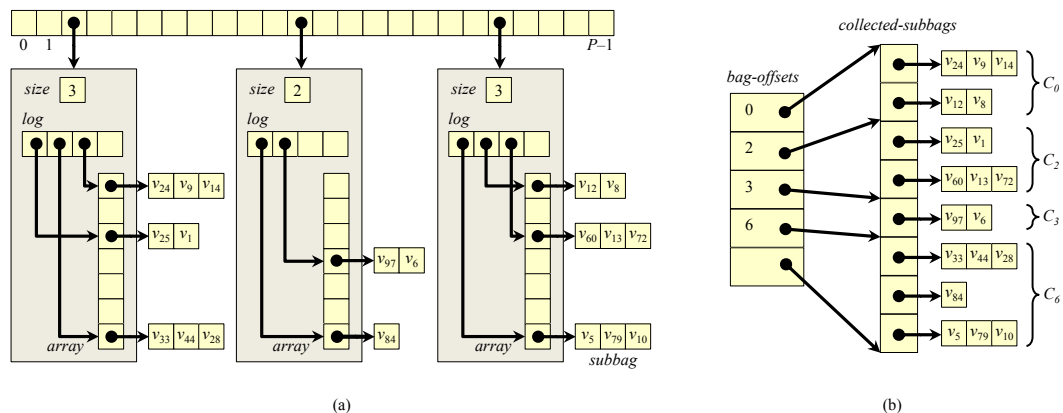 0 1 P–1
size 3 size 2 size 3
log log log
v24 v9 v14
v25 v1
v33 v44 v28
array
v97 v6
v84
array
v12 v8
v60 v13 v72
v5 v79 v10
array
subbag
(a)
collected-subbags
bag-offsets
0
2
3
6
v24 v9 v14
v12 v8
C0
v25 v1
v60 v13 v72
C2
v97 v6
C3
v33 v44 v28
v84
v5 v79 v10
C6
(b)